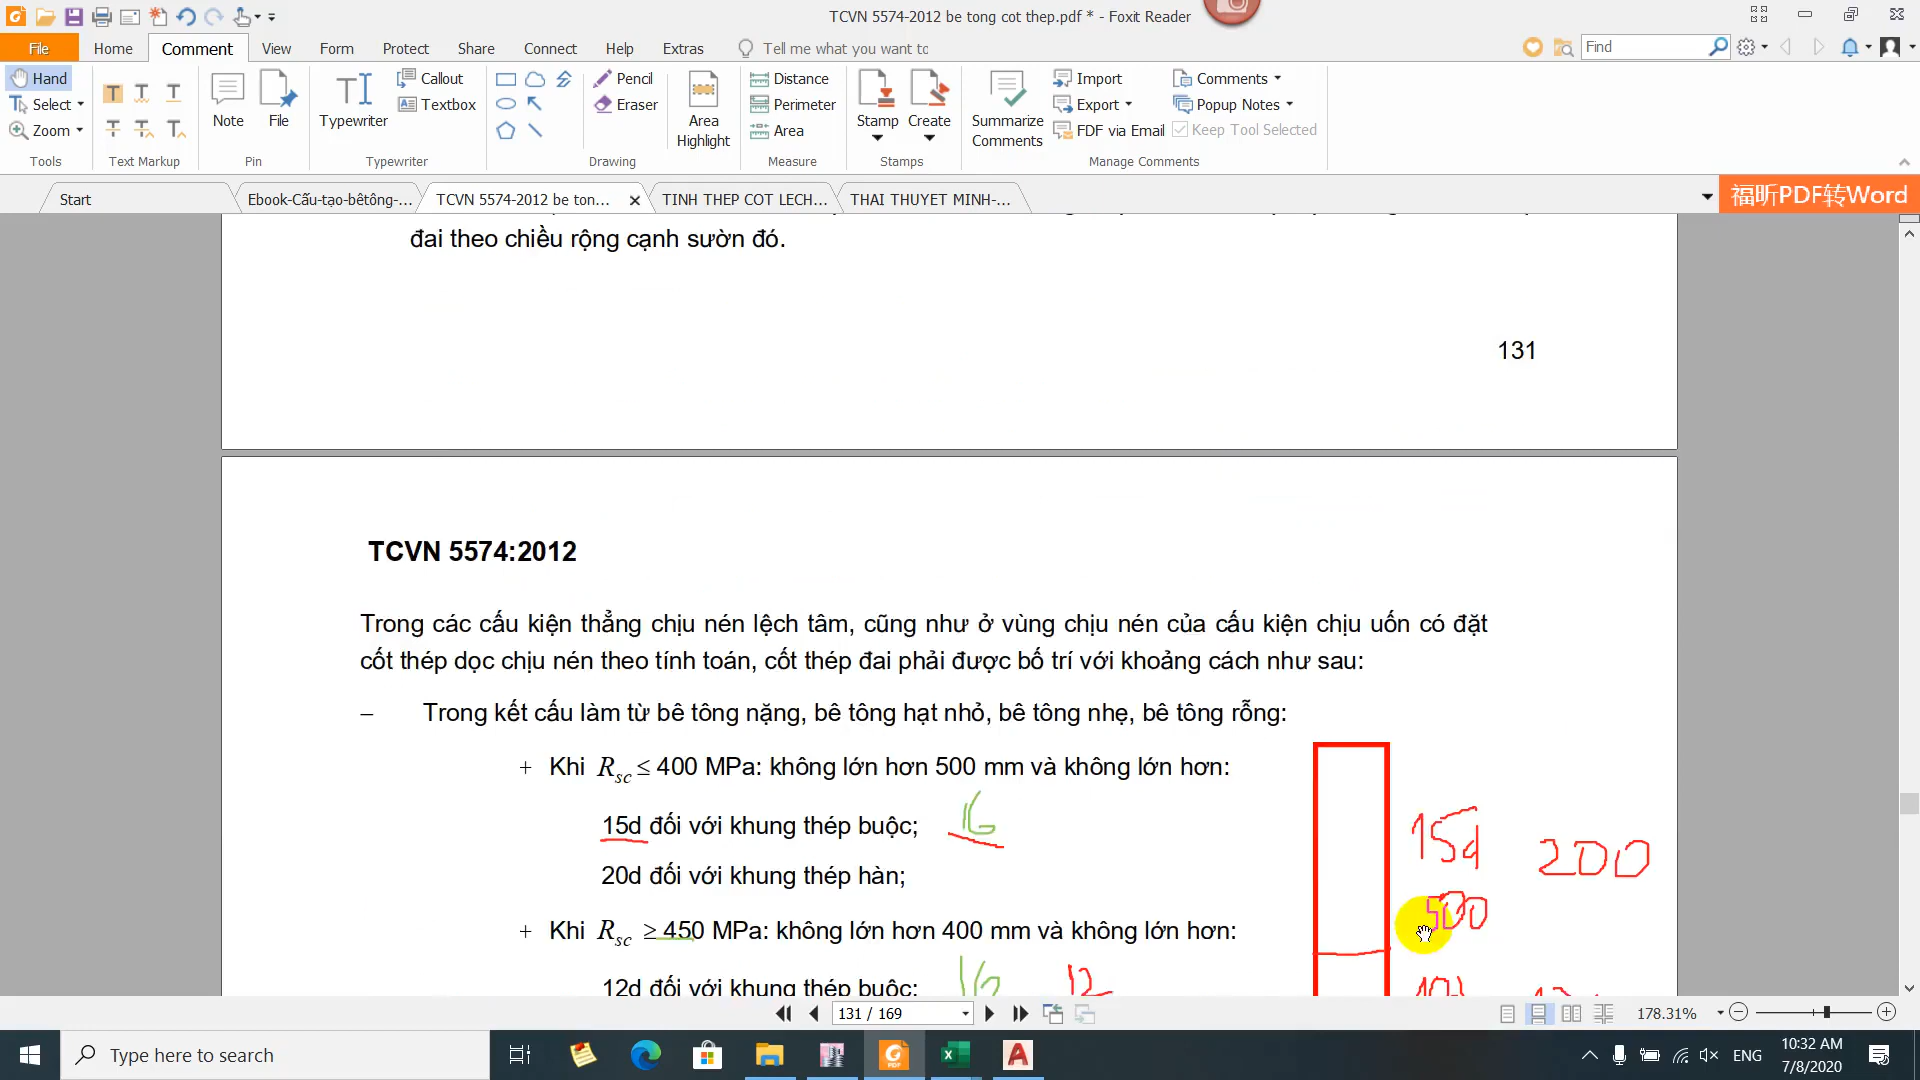 TCVN 5574-2012 be tong cot thep.pdf * - Foxit Reader
File Home Comment View Form Protect Share Connect Help Extras Tell me what you want to Find
Hand
Select
Zoom
Tools
Text Markup
Note File
Pin
Typewriter
Callout
Textbox
Typewriter
Pencil
Eraser
Drawing
Area Highlight
Distance
Perimeter
Area
Measure
Stamp Create
Stamps
Summarize Comments
Import
Export
FDF via Email
Comments
Popup Notes
Keep Tool Selected
Manage Comments
Start Ebook-Cấu-tạo-bêtông-... TCVN 5574-2012 be ton... TINH THEP COT LECH... THAI THUYET MINH-... 福昕PDF转Word
đai theo chiều rộng cạnh sườn đó.
131
TCVN 5574:2012
Trong các cấu kiện thẳng chịu nén lệch tâm, cũng như ở vùng chịu nén của cấu kiện chịu uốn có đặt
cốt thép dọc chịu nén theo tính toán, cốt thép đai phải được bố trí với khoảng cách như sau:
– Trong kết cấu làm từ bê tông nặng, bê tông hạt nhỏ, bê tông nhẹ, bê tông rỗng:
+ Khi Rsc ≤ 400 MPa: không lớn hơn 500 mm và không lớn hơn:
15d đối với khung thép buộc; 16
15d 200
20d đối với khung thép hàn;
500
+ Khi Rsc ≥ 450 MPa: không lớn hơn 400 mm và không lớn hơn:
12d đối với khung thép buộc; 16 12
131 / 169 178.31%
Type here to search
ENG
10:32 AM
7/8/2020